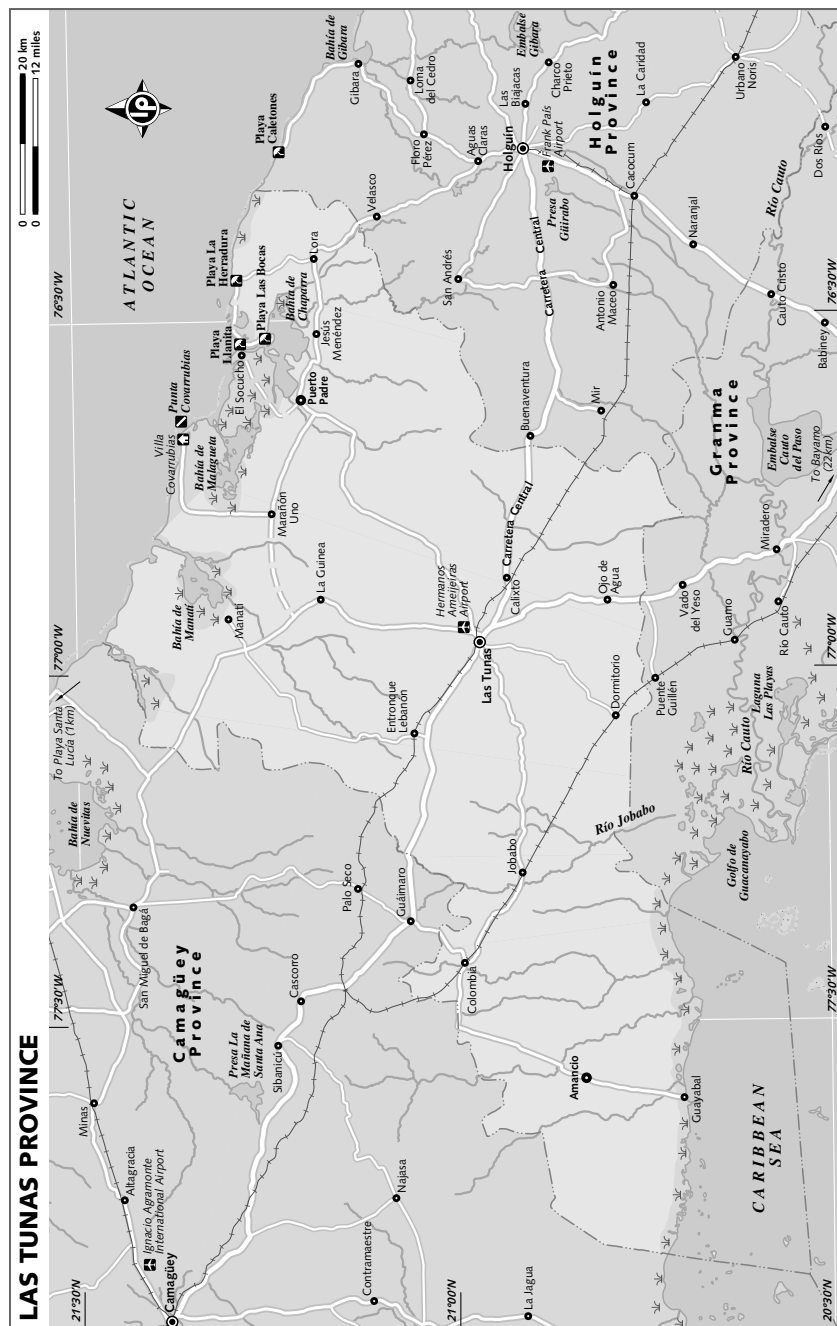 LAS TUNAS PROVINCE
0 20 km
0 12 miles
lp
77°30'W
77°00'W
76°30'W
21°30'N
21°00'N
20°30'N
77°30'W
77°00'W
76°30'W
ATLANTIC
OCEAN
CARIBBEAN
SEA
Camagüey
Province
Holguín
Province
Granma
Province
To Playa Santa
Lucía (1km)
Bahía de
Nuevitas
Minas
Altagracia
Ignacio Agramonte
International Airport
Camagüey
San Miguel de Bagá
Presa La
Mañana de
Santa Ana
Sibanicú
Cascorro
Palo Seco
Guáimaro
Najasa
Contramaestre
La Jagua
Colombia
Jobabo
Río Jobabo
Amancio
Guayabal
Golfo de
Guacanayabo
Bahía de
Manatí
Manatí
La Guinea
Entronque
Lebanón
Hermanos
Ameijeiras
Airport
Las Tunas
Calixto
Carretera Central
Dormitorio
Ojo de
Agua
Puente
Guillén
Vado
del Yeso
Guamo
Miradero
Río Cauto
Río Cauto
Laguna
Las Playas
Embalse
Cauto
del Paso
To Bayamo
(22km)
Villa
Covarrubias
Punta
Covarrubias
Bahía de
Malagueta
Marañón
Uno
El Socucho
Playa
Llanita
Playa La
Herradura
Playa Las Bocas
Bahía de
Chaparra
Puerto
Padre
Jesús
Menéndez
Lora
Velasco
Playa
Caletones
Bahía de
Gibara
Gibara
Loma
del Cedro
Floro
Pérez
Aguas
Claras
Embalse
Gibara
Las
Biajacas
Charco
Prieto
Holguín
Frank País
Airport
La Caridad
Urbano
Noris
Presa
Güirabo
San Andrés
Carretera Central
Buenaventura
Mir
Antonio
Maceo
Cacocum
Naranjal
Cauto Cristo
Babiney
Río Cauto
Dos Ríos